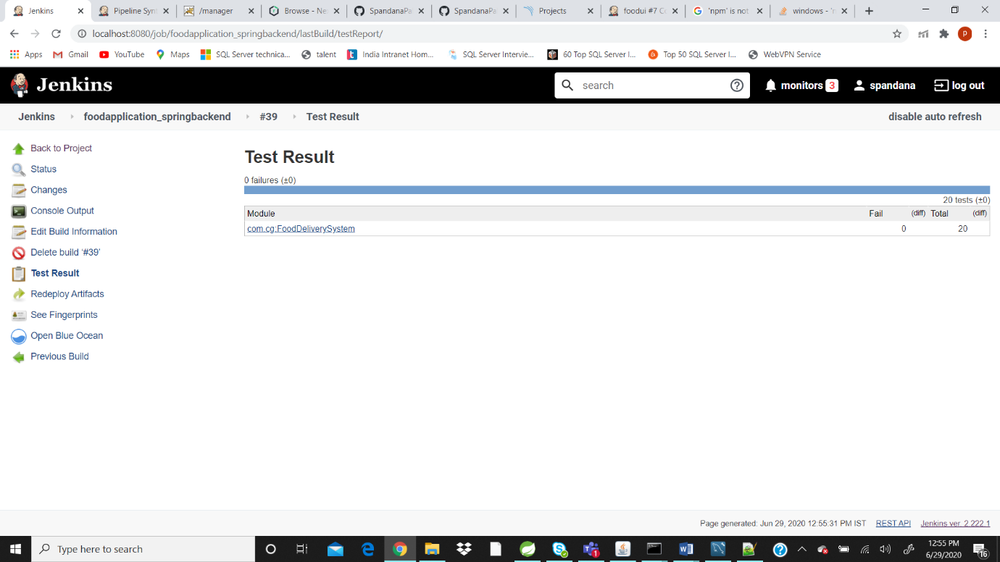 Jenkins
Pipeline Syn
/manager
Browse - Ne
SpandanaPa
SpandanaPa
Projects
foodui #7 Co
'npm' is not
windows - 'n
localhost:8080/job/foodapplication_springbackend/lastBuild/testReport/
P
Apps
Gmail
YouTube
Maps
SQL Server technica...
talent
India Intranet Hom...
SQL Server Intervie...
60 Top SQL Server I...
Top 50 SQL Server I...
WebVPN Service
Jenkins
search
monitors 3
spandana
log out
Jenkins
foodapplication_springbackend
#39
Test Result
disable auto refresh
Back to Project
Status
Changes
Console Output
Edit Build Information
Delete build '#39'
Test Result
Redeploy Artifacts
See Fingerprints
Open Blue Ocean
Previous Build
Test Result
0 failures (±0)
20 tests (±0)
Module Fail (diff) Total (diff)
com.cg:FoodDeliverySystem 0 20
Page generated: Jun 29, 2020 12:55:31 PM IST REST API Jenkins ver. 2.222.1
Type here to search
1
12:55 PM
6/29/2020
16